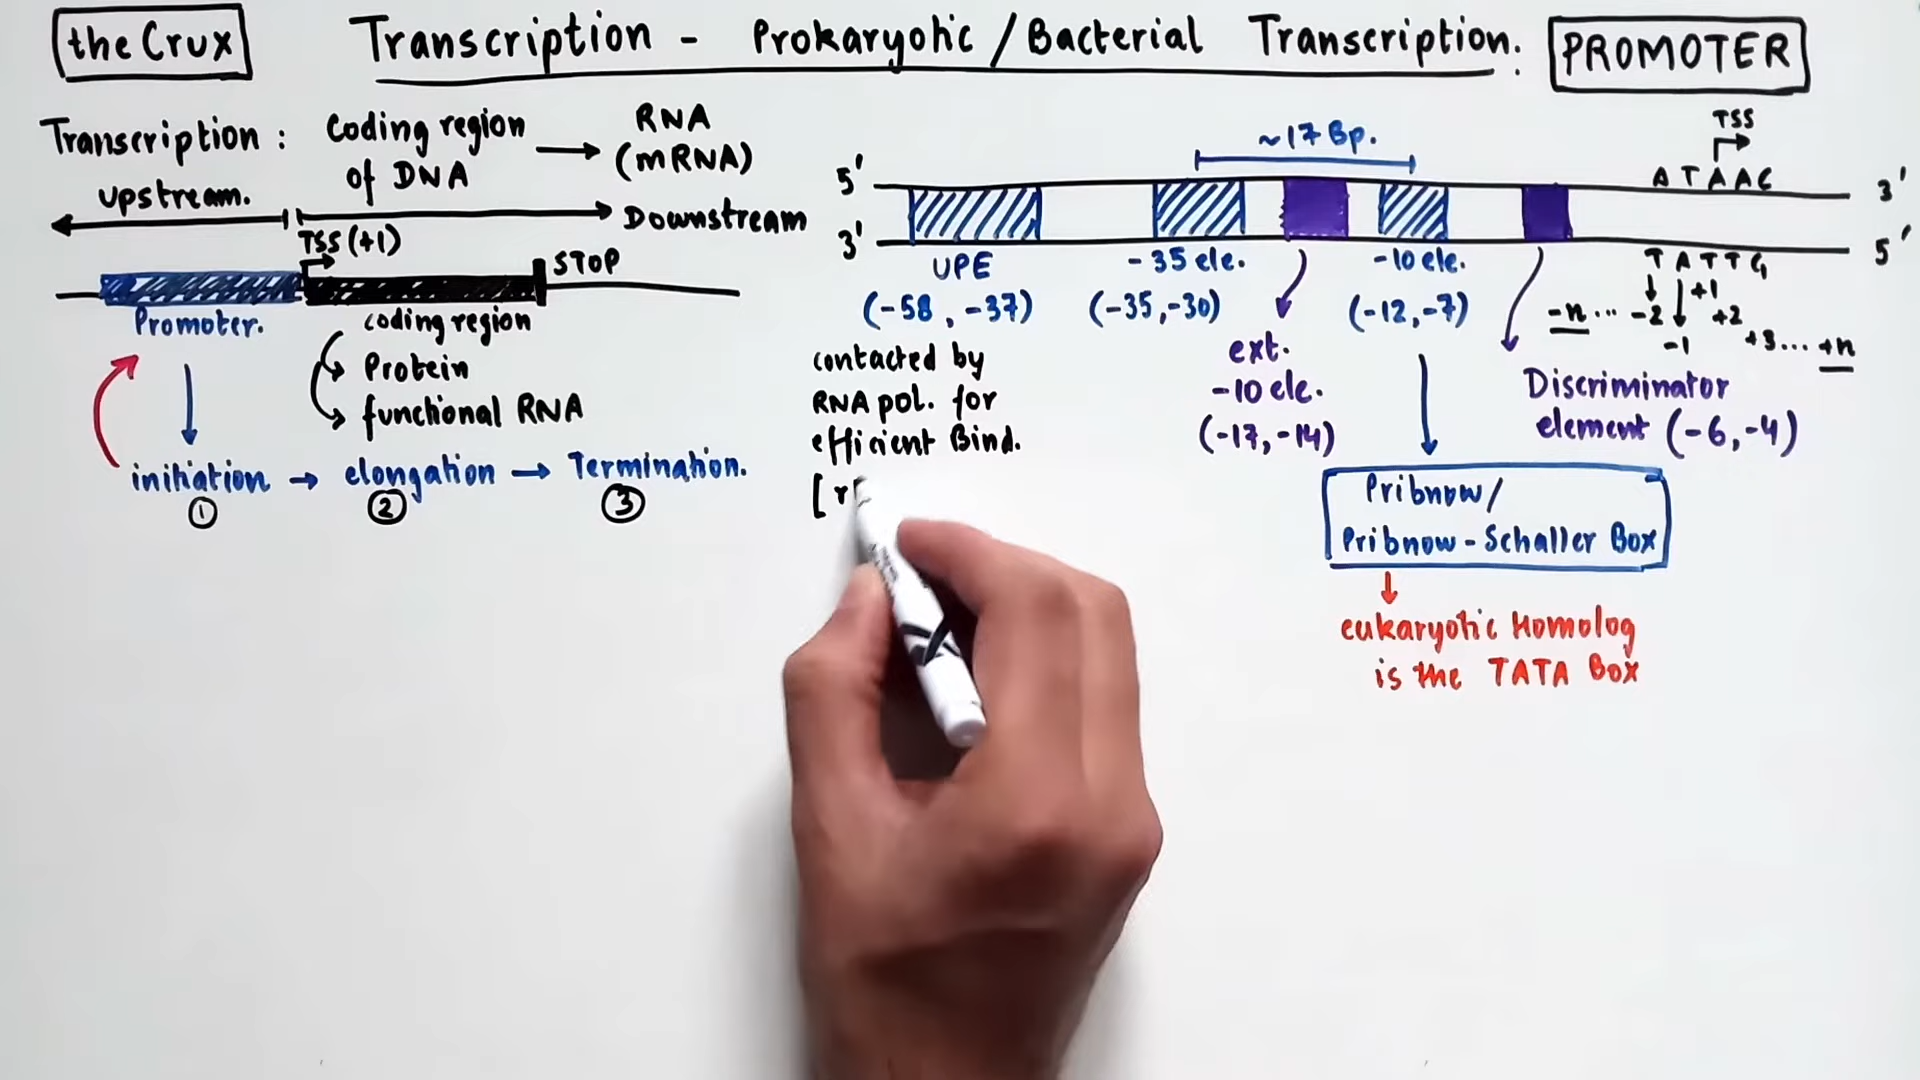 the Crux
Transcription - Prokaryotic / Bacterial Transcription:
PROMOTER
Transcription :
Coding region
of DNA
RNA
(mRNA)
upstream.
Downstream
TSS (+1)
STOP
Promoter.
coding region
Protein
functional RNA
initiation → elongation → Termination.
1 2 3
~17 Bp.
TSS
A T A A C
5' 3'
3' 5'
UPE
(-58, -37)
-35 ele.
(-35,-30)
-10 ele.
(-12,-7)
T A T T G
+1
-n... -2 +2
-1 +3... +n
contacted by
RNA pol. for
efficient Bind.
[r
ext.
-10 ele.
(-17,-14)
Discriminator
element (-6,-4)
Pribnow/
Pribnow-Schaller Box
eukaryotic Homolog
is the TATA Box